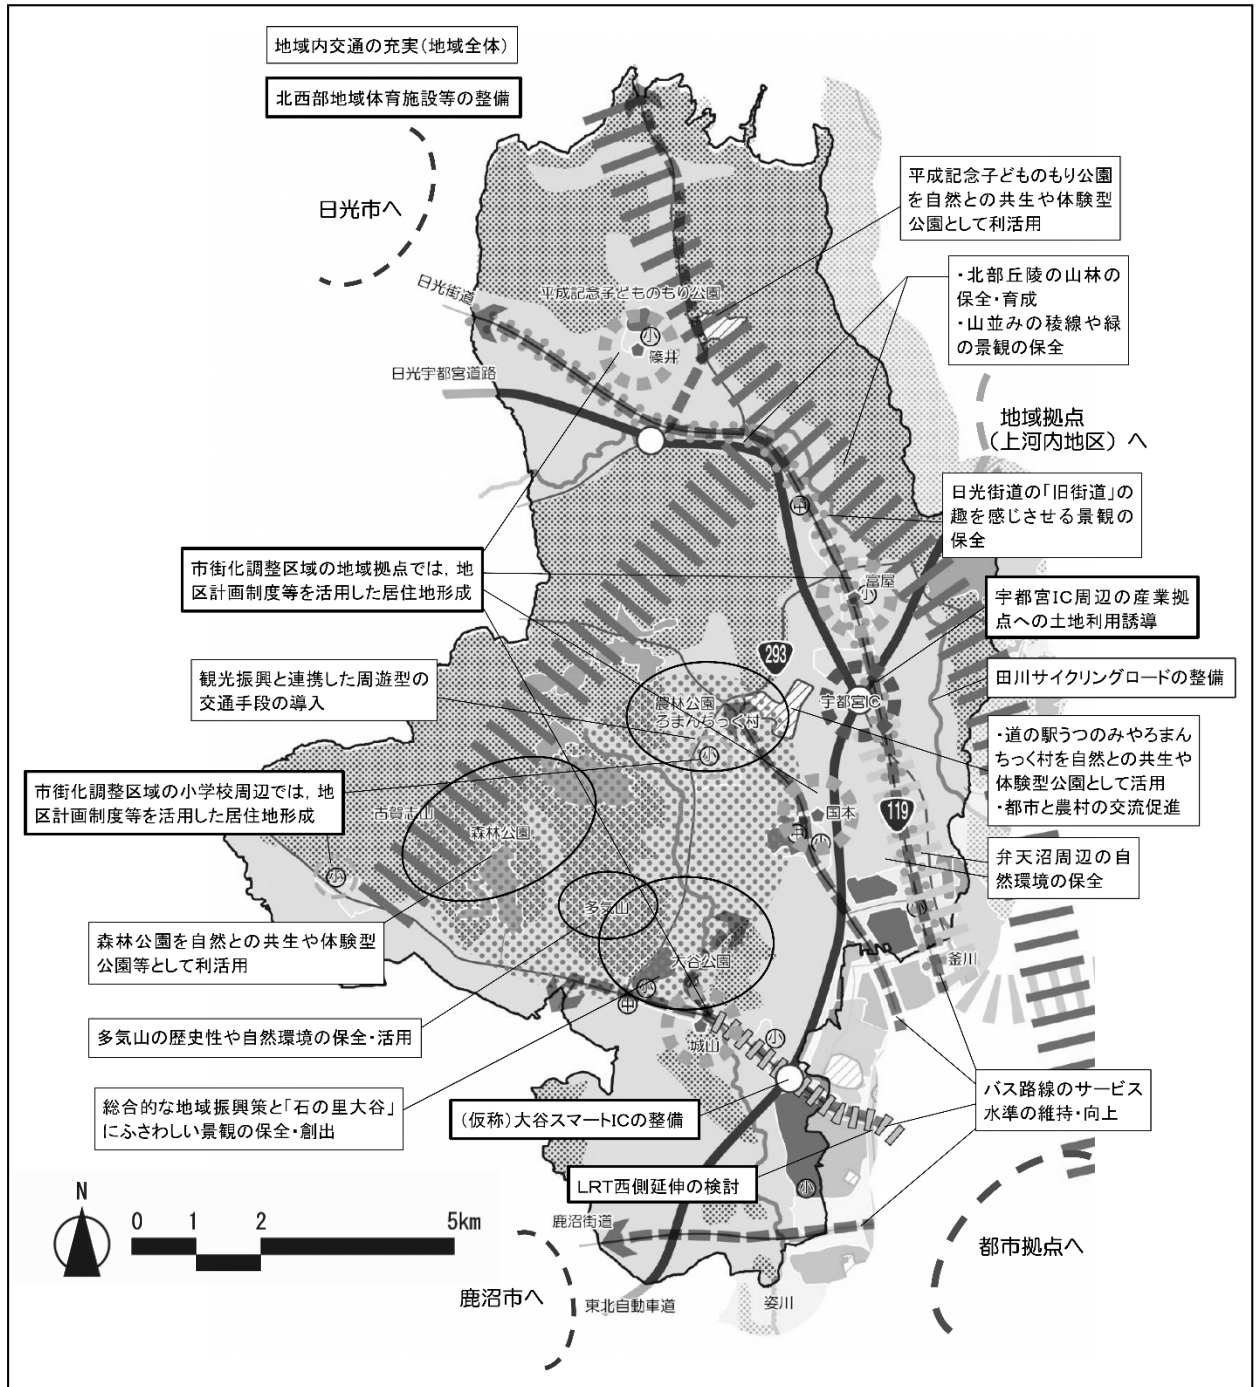 地域内交通の充実（地域全体）
北西部地域体育施設等の整備
日光市へ
平成記念子どものもり公園
を自然との共生や体験型
公園として利活用
・北部丘陵の山林の
保全・育成
・山並みの稜線や緑
の景観の保全
日光街道
平成記念子どものもり公園
小
篠井
日光宇都宮道路
地域拠点
（上河内地区）へ
日光街道の「旧街道」の
趣を感じさせる景観の
保全
中
市街化調整区域の地域拠点では，地
区計画制度等を活用した居住地形成
富屋
小
宇都宮IC周辺の産業拠
点への土地利用誘導
293
観光振興と連携した周遊型の
交通手段の導入
農林公園
ろまんちっく村
宇都宮IC
田川サイクリングロードの整備
小
・道の駅うつのみやろまん
ちっく村を自然との共生や
体験型公園として活用
・都市と農村の交流促進
市街化調整区域の小学校周辺では，地
区計画制度等を活用した居住地形成
古賀志山
森林公園
国本
119
中
小
弁天沼周辺の自
然環境の保全
小
多気山
小
森林公園を自然との共生や体験型
公園等として利活用
大谷公園
釜川
小
中
多気山の歴史性や自然環境の保全・活用
城山
小
総合的な地域振興策と「石の里大谷」
にふさわしい景観の保全・創出
（仮称）大谷スマートICの整備
バス路線のサービス
水準の維持・向上
LRT西側延伸の検討
小
N
0 1 2 5km
鹿沼街道
都市拠点へ
鹿沼市へ
東北自動車道
姿川